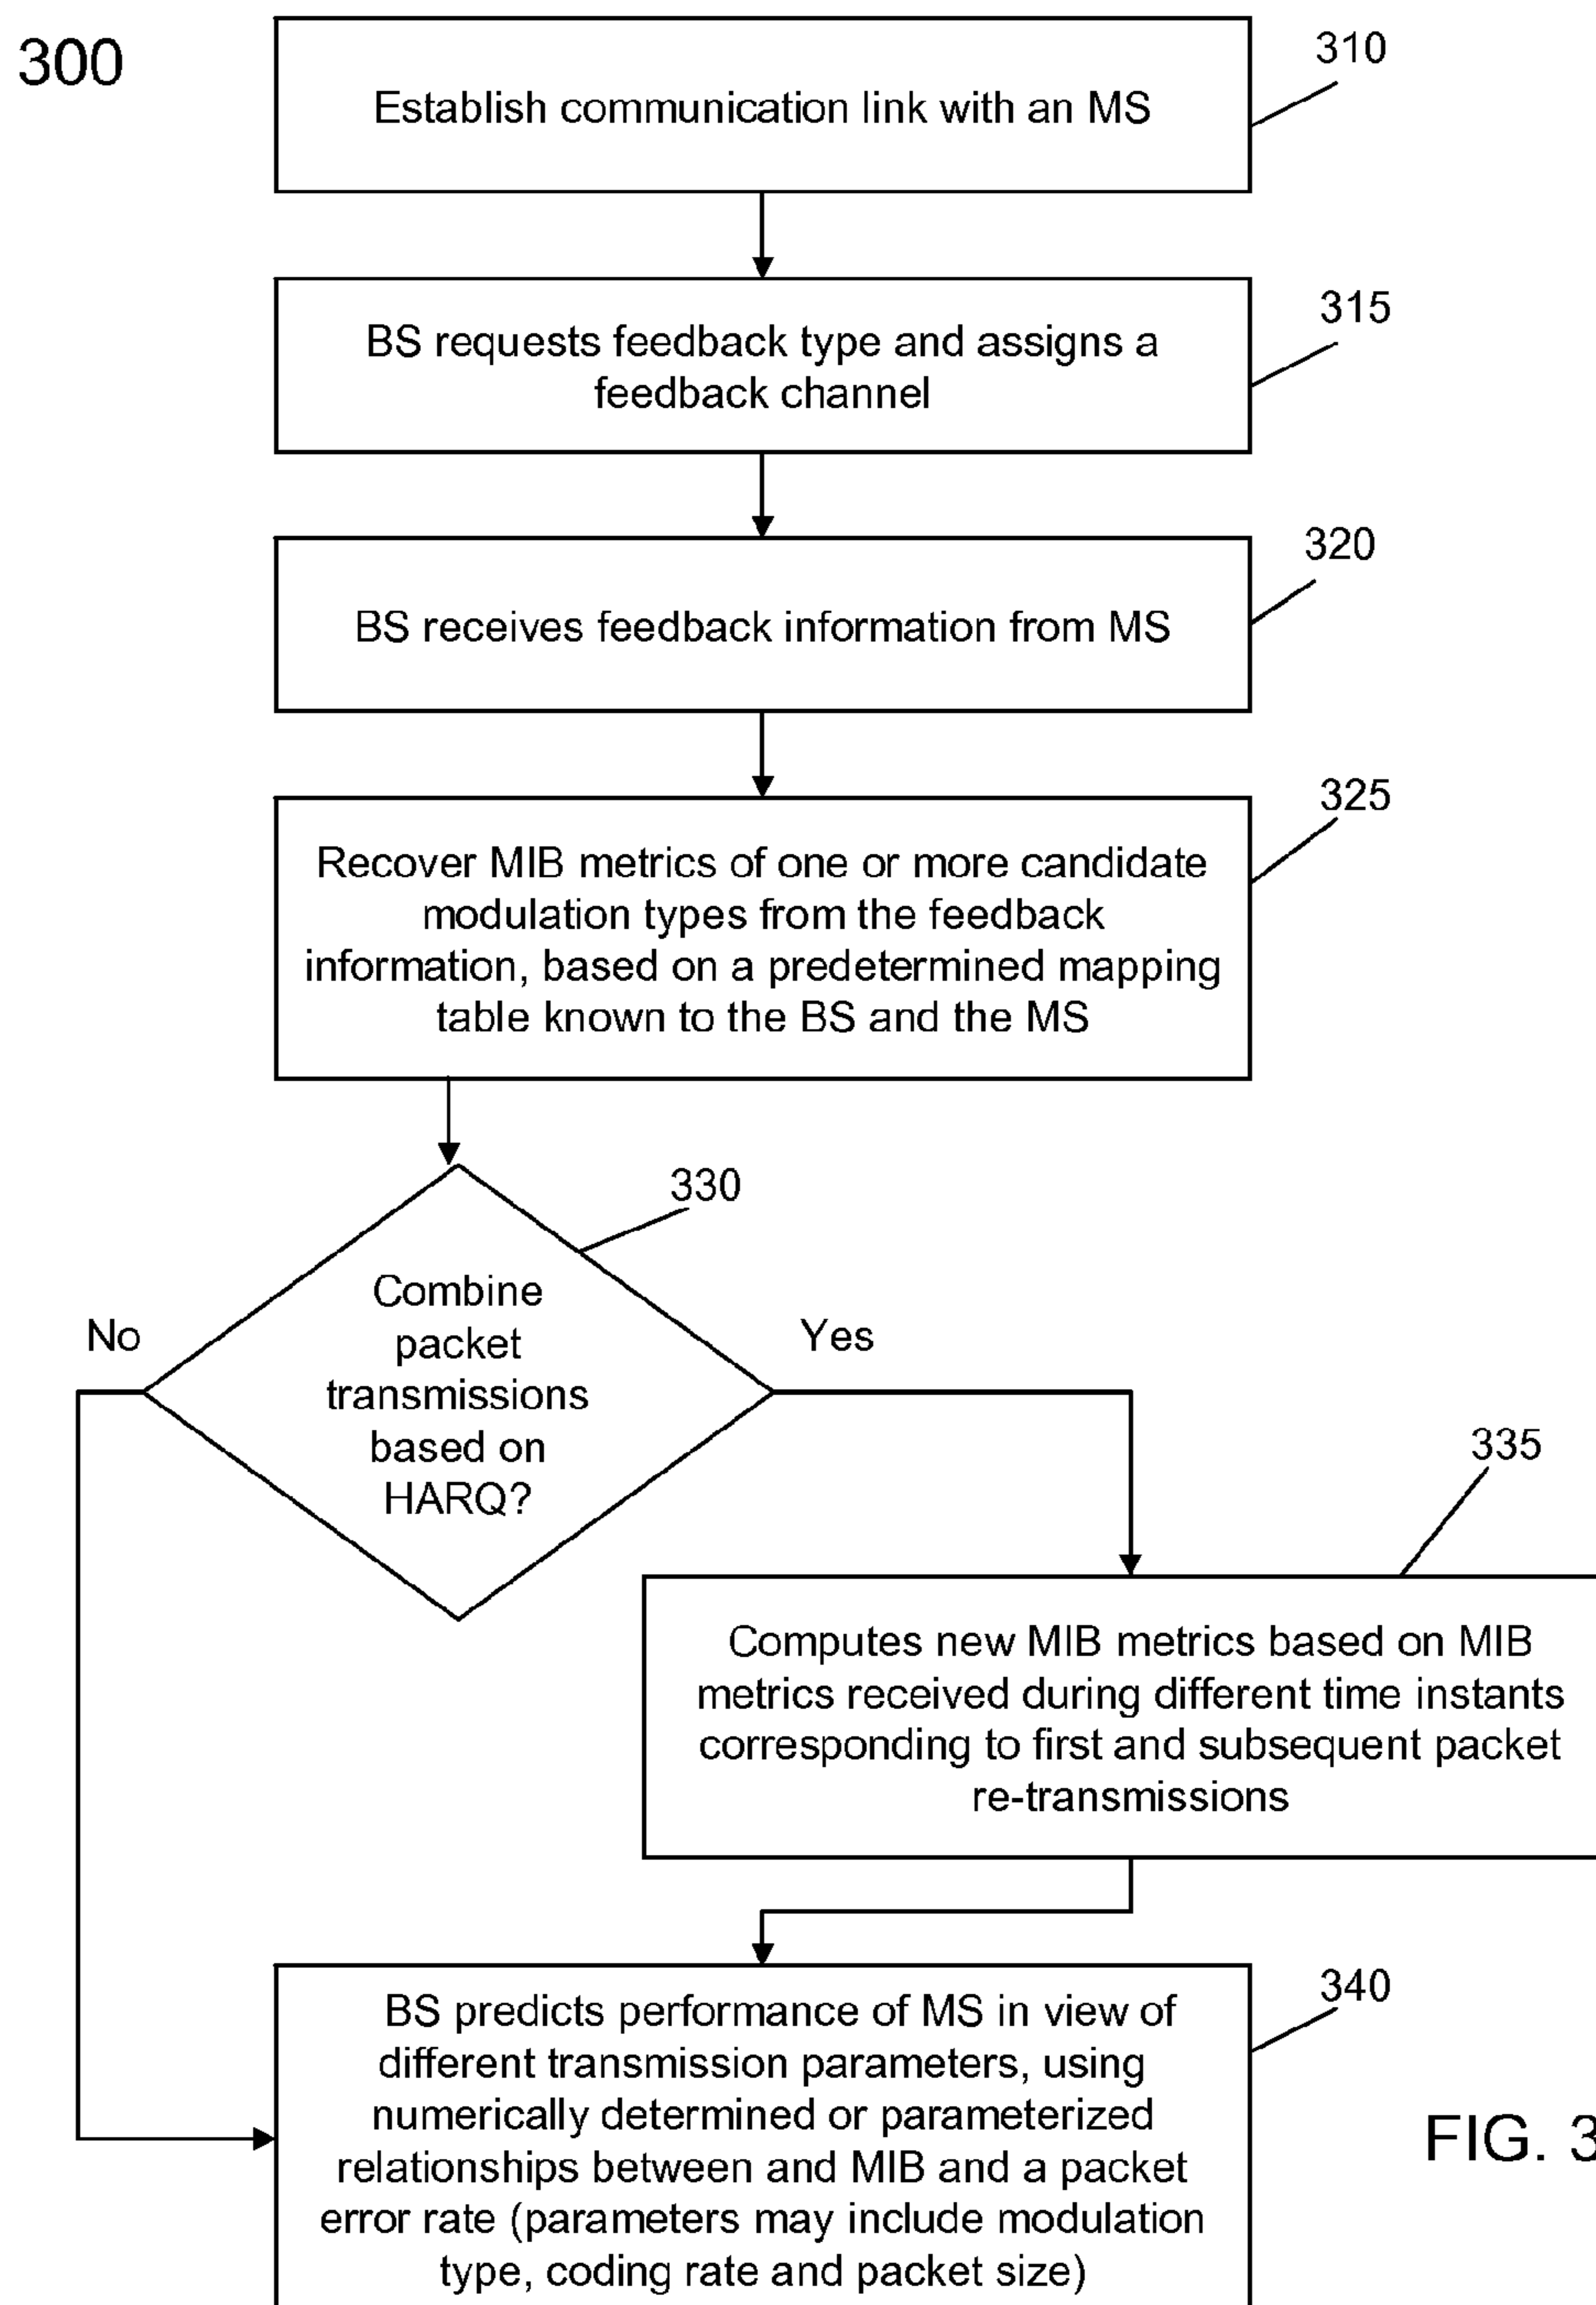 300
310
Establish communication link with an MS
315
BS requests feedback type and assigns a
feedback channel
320
BS receives feedback information from MS
325
Recover MIB metrics of one or more candidate
modulation types from the feedback
information, based on a predetermined mapping
table known to the BS and the MS
330
Combine
packet
transmissions
based on
HARQ?
No
Yes
335
Computes new MIB metrics based on MIB
metrics received during different time instants
corresponding to first and subsequent packet
re-transmissions
340
BS predicts performance of MS in view of
different transmission parameters, using
numerically determined or parameterized
relationships between and MIB and a packet
error rate (parameters may include modulation
type, coding rate and packet size)
FIG. 3